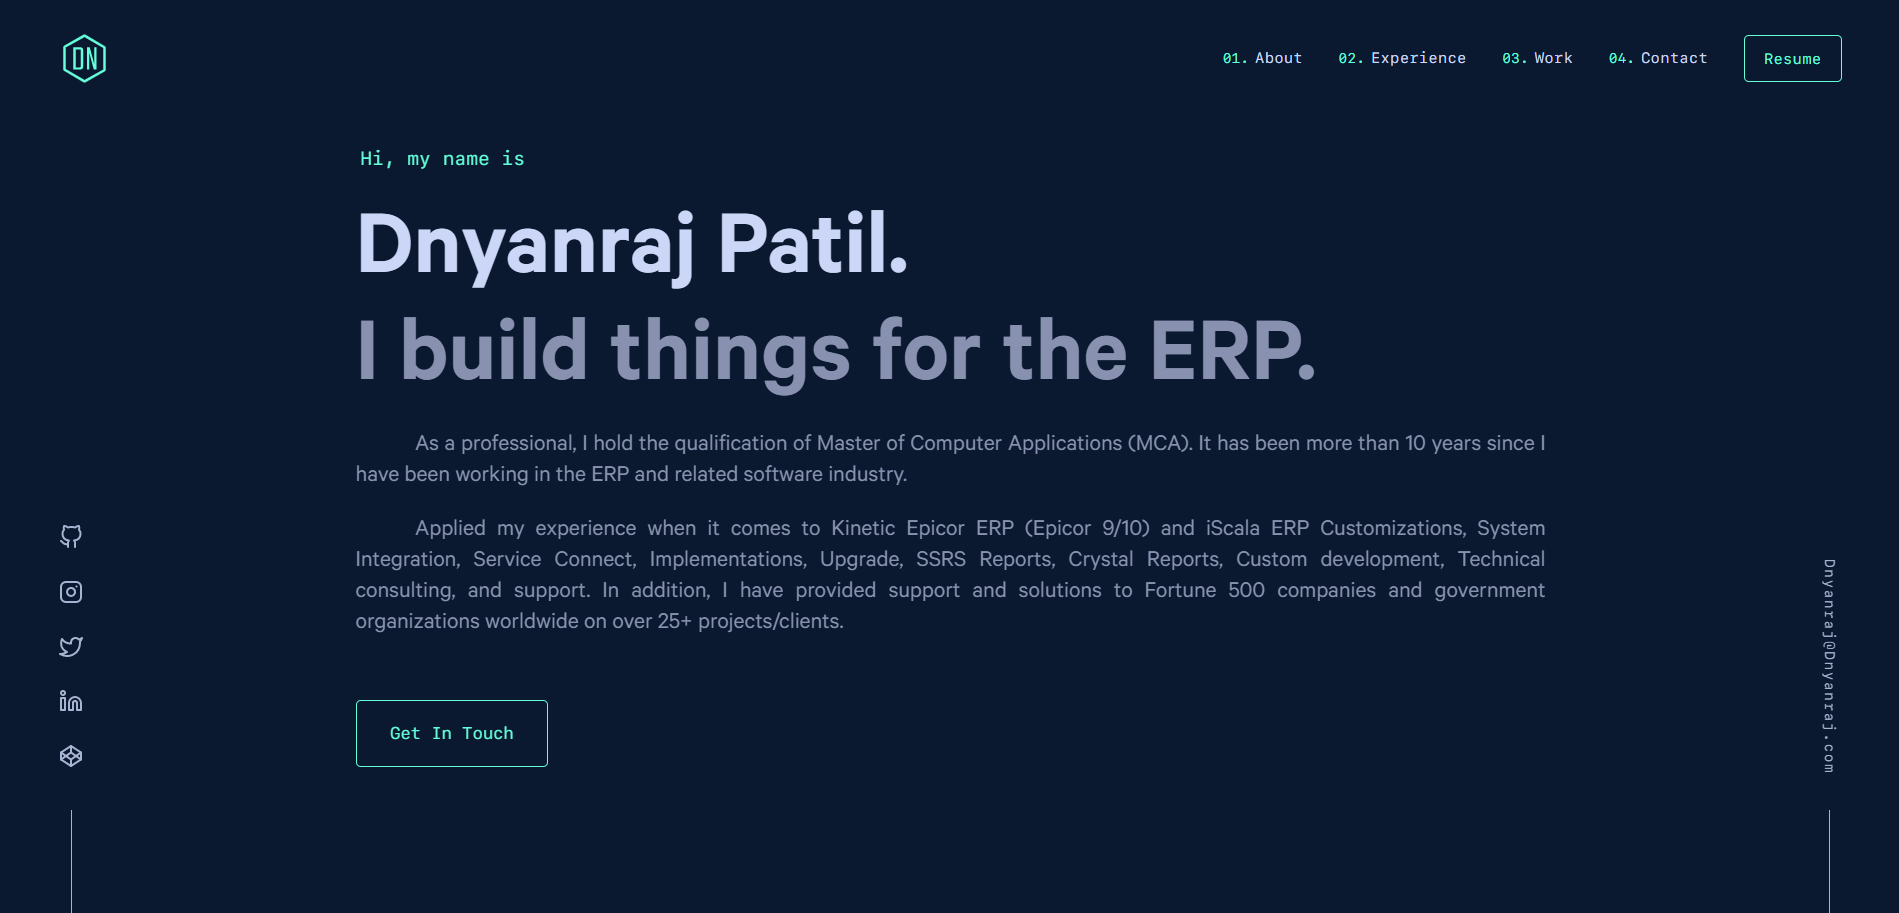 DN
01. About
02. Experience
03. Work
04. Contact
Resume
Hi, my name is
Dnyanraj Patil.
I build things for the ERP.
As a professional, I hold the qualification of Master of Computer Applications (MCA). It has been more than 10 years since I
have been working in the ERP and related software industry.
Applied my experience when it comes to Kinetic Epicor ERP (Epicor 9/10) and iScala ERP Customizations, System
Integration, Service Connect, Implementations, Upgrade, SSRS Reports, Crystal Reports, Custom development, Technical
consulting, and support. In addition, I have provided support and solutions to Fortune 500 companies and government
organizations worldwide on over 25+ projects/clients.
Get In Touch
Dnyanraj@Dnyanraj.com